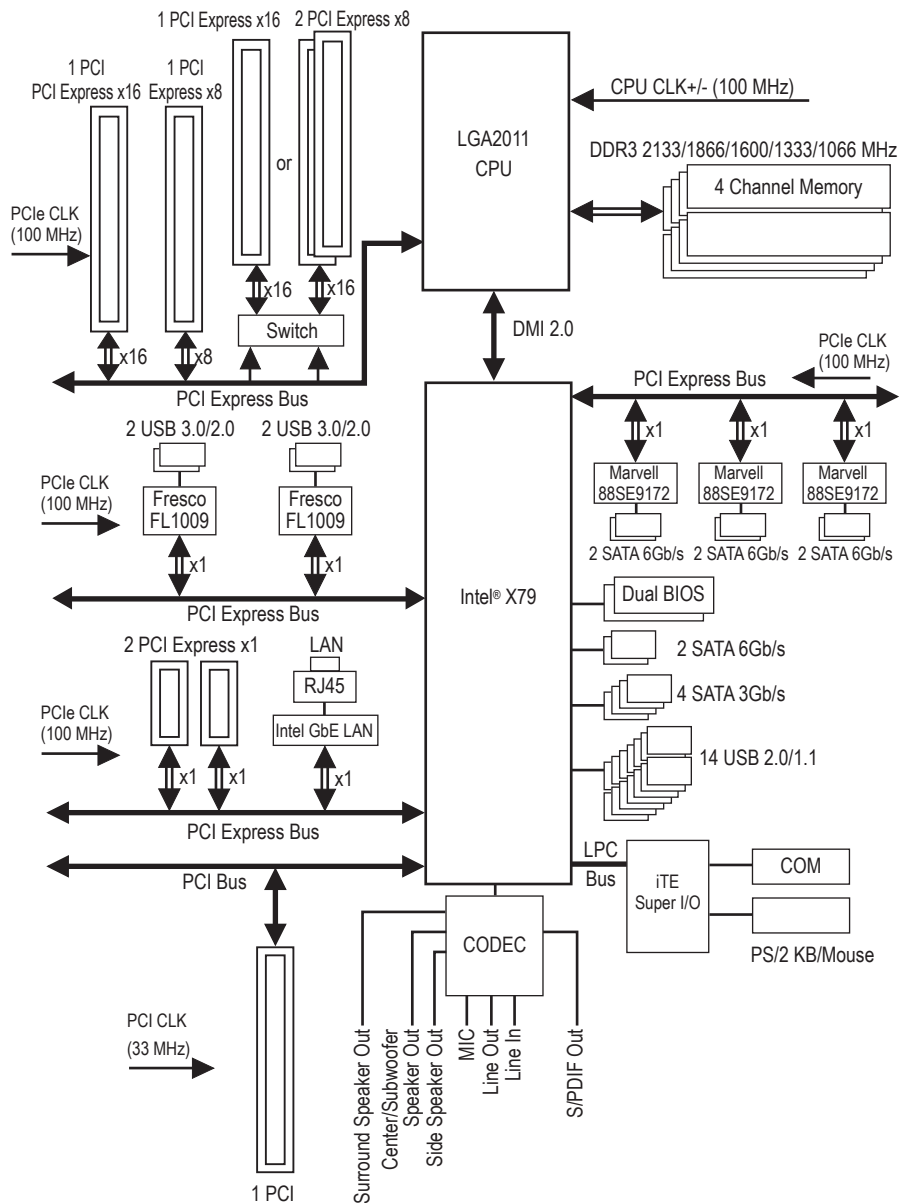 1 PCI Express x16
2 PCI Express x8
1 PCI
PCI Express x16
1 PCI
Express x8
or
PCIe CLK
(100 MHz)
x16
x16
Switch
x16
x8
PCI Express Bus
LGA2011
CPU
CPU CLK+/- (100 MHz)
DDR3 2133/1866/1600/1333/1066 MHz
4 Channel Memory
DMI 2.0
PCIe CLK
(100 MHz)
PCI Express Bus
x1
x1
x1
Marvell
88SE9172
Marvell
88SE9172
Marvell
88SE9172
2 SATA 6Gb/s
2 SATA 6Gb/s
2 SATA 6Gb/s
2 USB 3.0/2.0
2 USB 3.0/2.0
PCIe CLK
(100 MHz)
Fresco
FL1009
Fresco
FL1009
x1
x1
PCI Express Bus
Intel® X79
Dual BIOS
2 SATA 6Gb/s
4 SATA 3Gb/s
14 USB 2.0/1.1
2 PCI Express x1
LAN
RJ45
Intel GbE LAN
PCIe CLK
(100 MHz)
x1
x1
x1
PCI Express Bus
PCI Bus
LPC
Bus
iTE
Super I/O
COM
PS/2 KB/Mouse
CODEC
PCI CLK
(33 MHz)
1 PCI
Surround Speaker Out
Center/Subwoofer
Speaker Out
Side Speaker Out
MIC
Line Out
Line In
S/PDIF Out